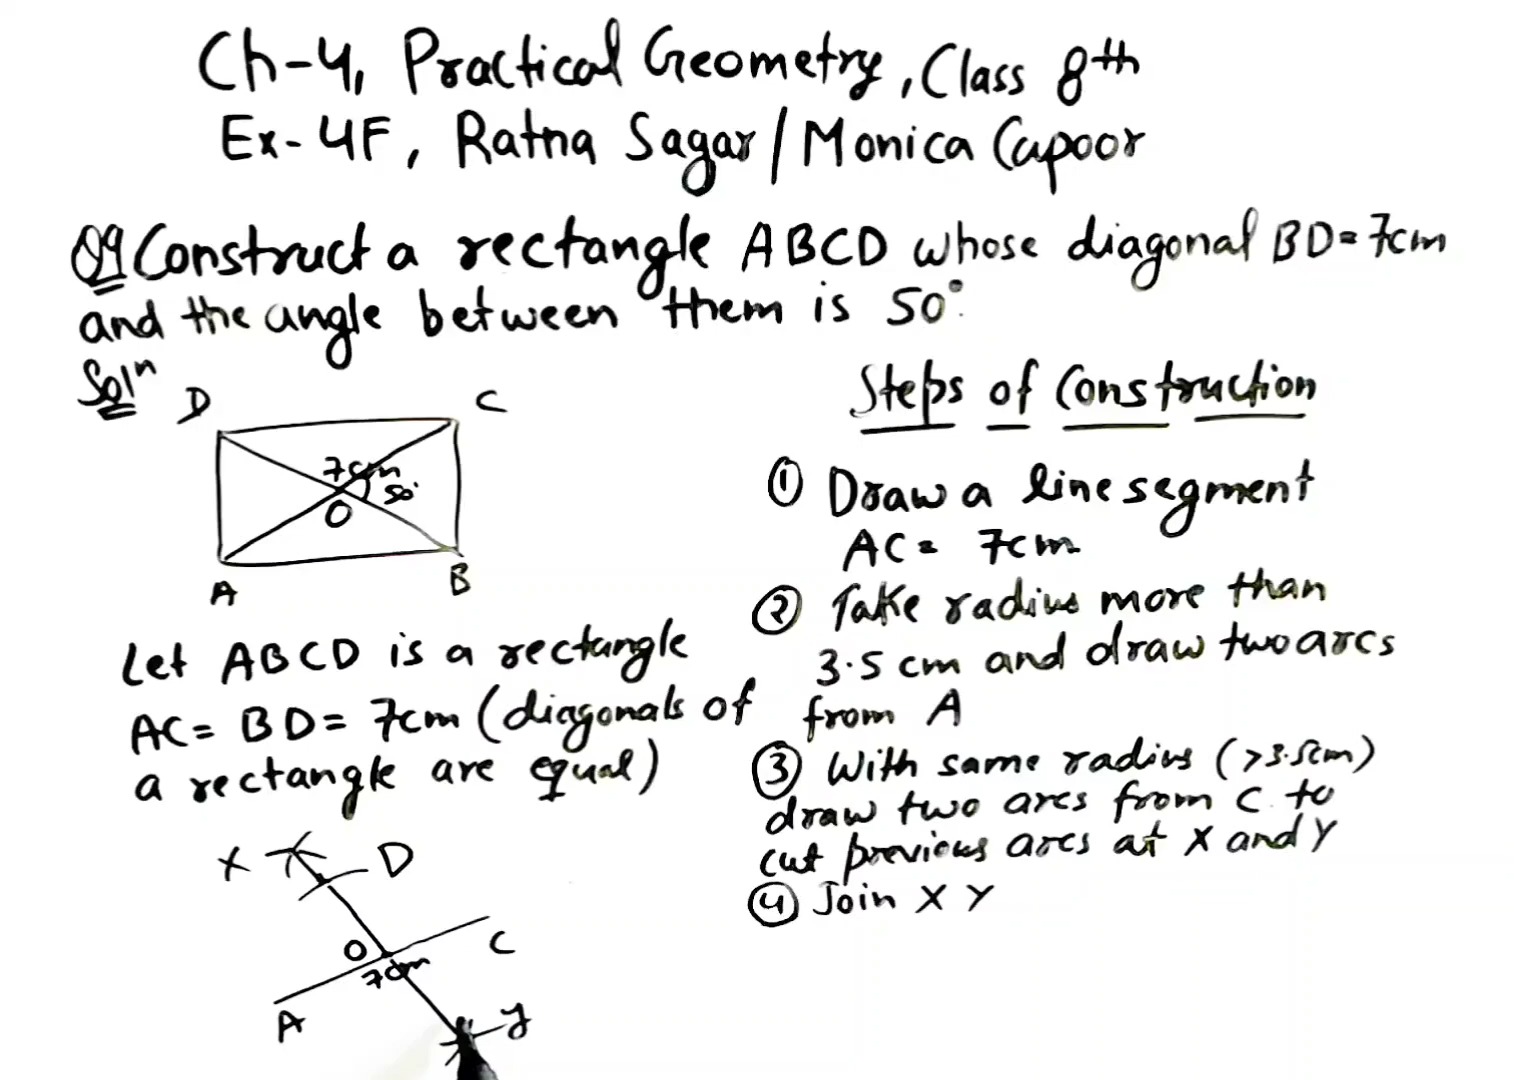 Ch-4, Practical Geometry, Class 8th
Ex-4F, Ratna Sagar/Monica Capoor
Q9 Construct a rectangle ABCD whose diagonal BD=7cm
and the angle between them is 50°.
Solⁿ
D C
7cm
50°
O
A B
Let ABCD is a rectangle
AC= BD= 7cm (diagonals of
a rectangle are equal)
X D
O C
7cm
A
Y
Steps of Construction
① Draw a line segment
AC= 7cm
② Take radius more than
3.5 cm and draw two arcs
from A
③ With same radius (>3.5cm)
draw two arcs from C to
cut previous arcs at X and Y
④ Join X Y